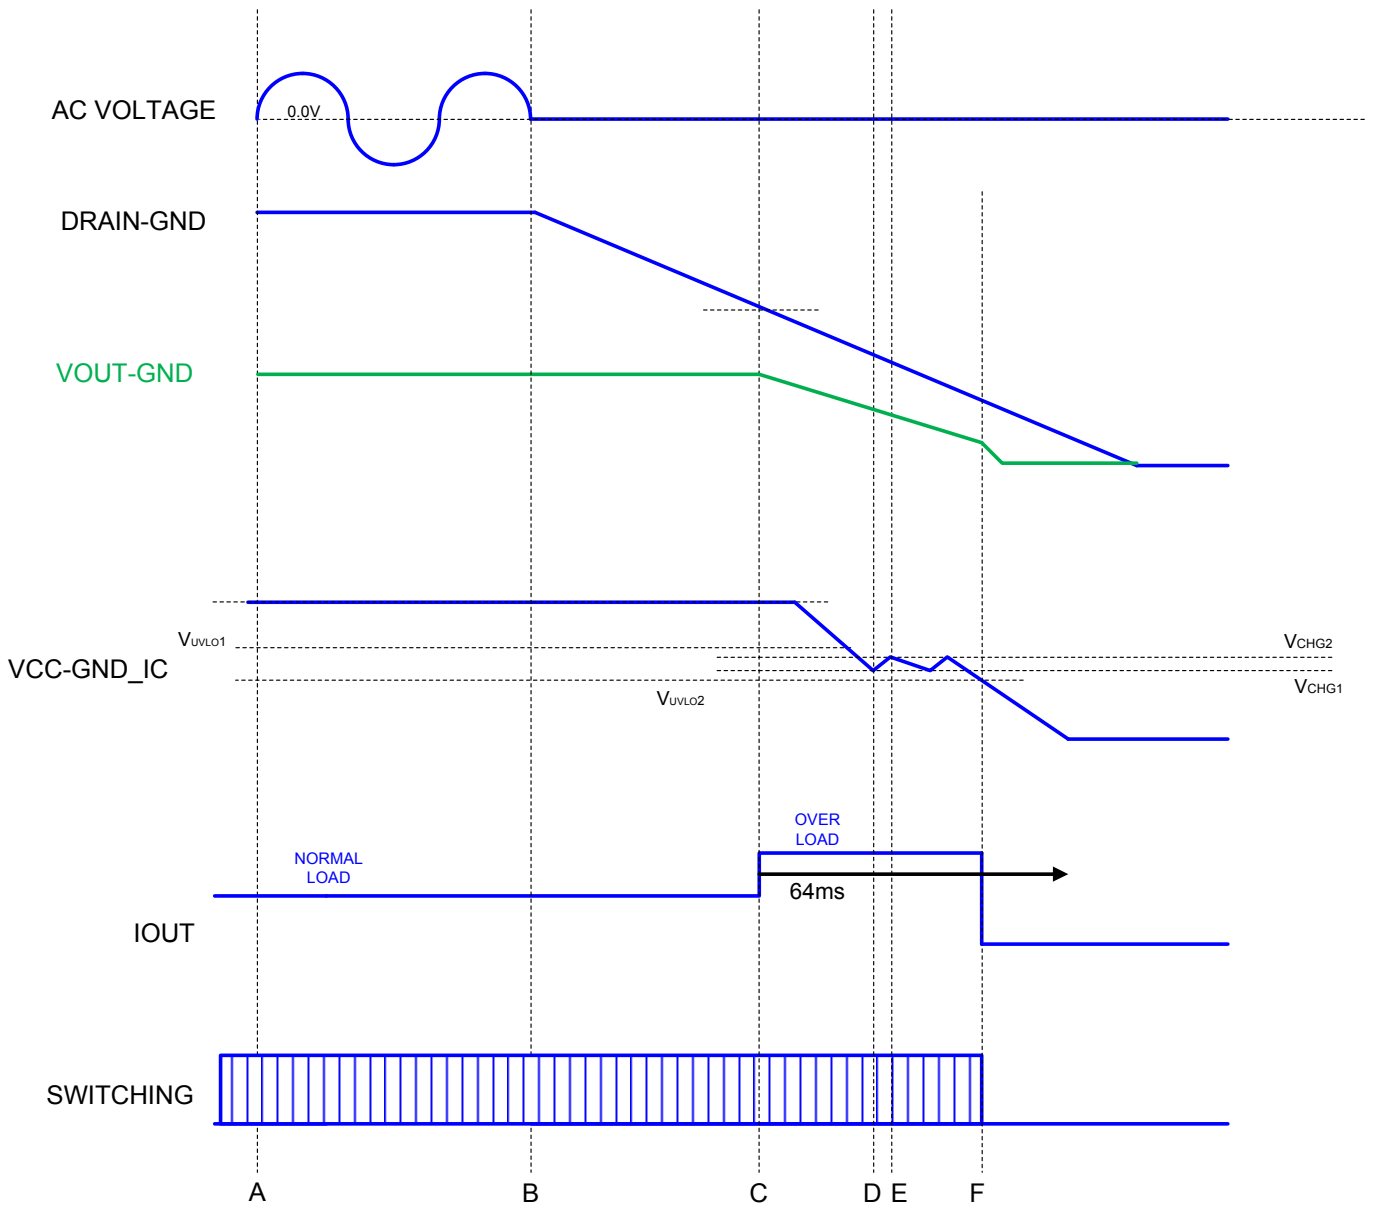 AC VOLTAGE
0.0V
DRAIN-GND
VOUT-GND
VUVLO1
VCHG2
VCC-GND_IC
VCHG1
VUVLO2
OVER
LOAD
NORMAL
LOAD
64ms
IOUT
SWITCHING
A B C D E F